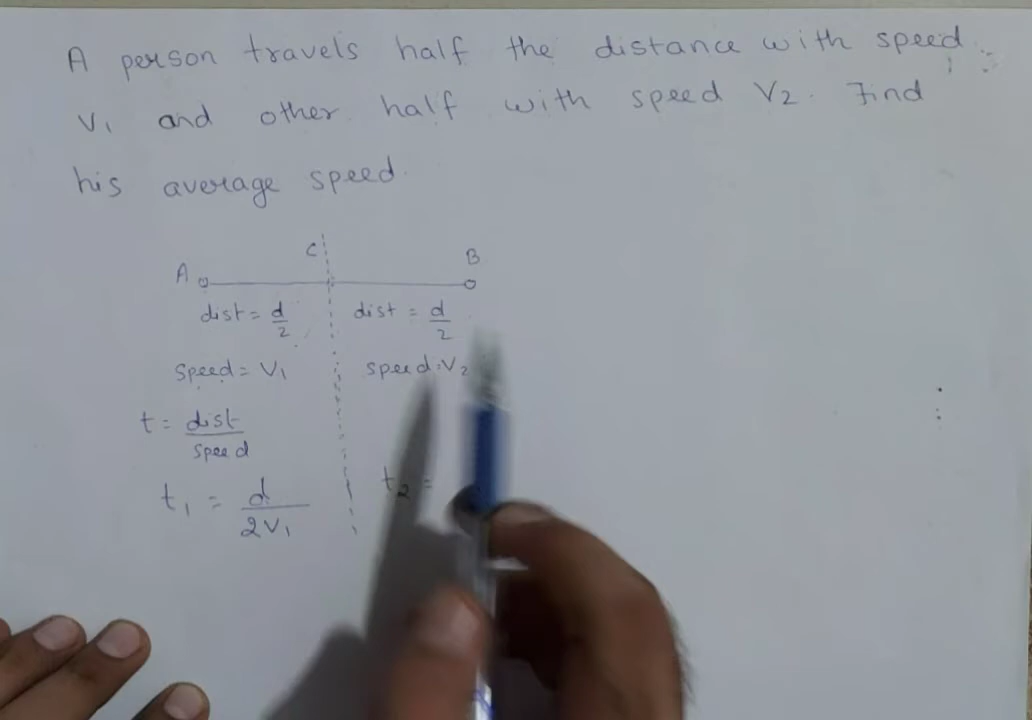 A person travels half the distance with speed
V1 and other half with speed V2. Find
his average speed.
A C B
dist = d/2 dist = d/2
Speed = V1 speed = V2
t = dist/speed
t1 = d/2V1 t2 =